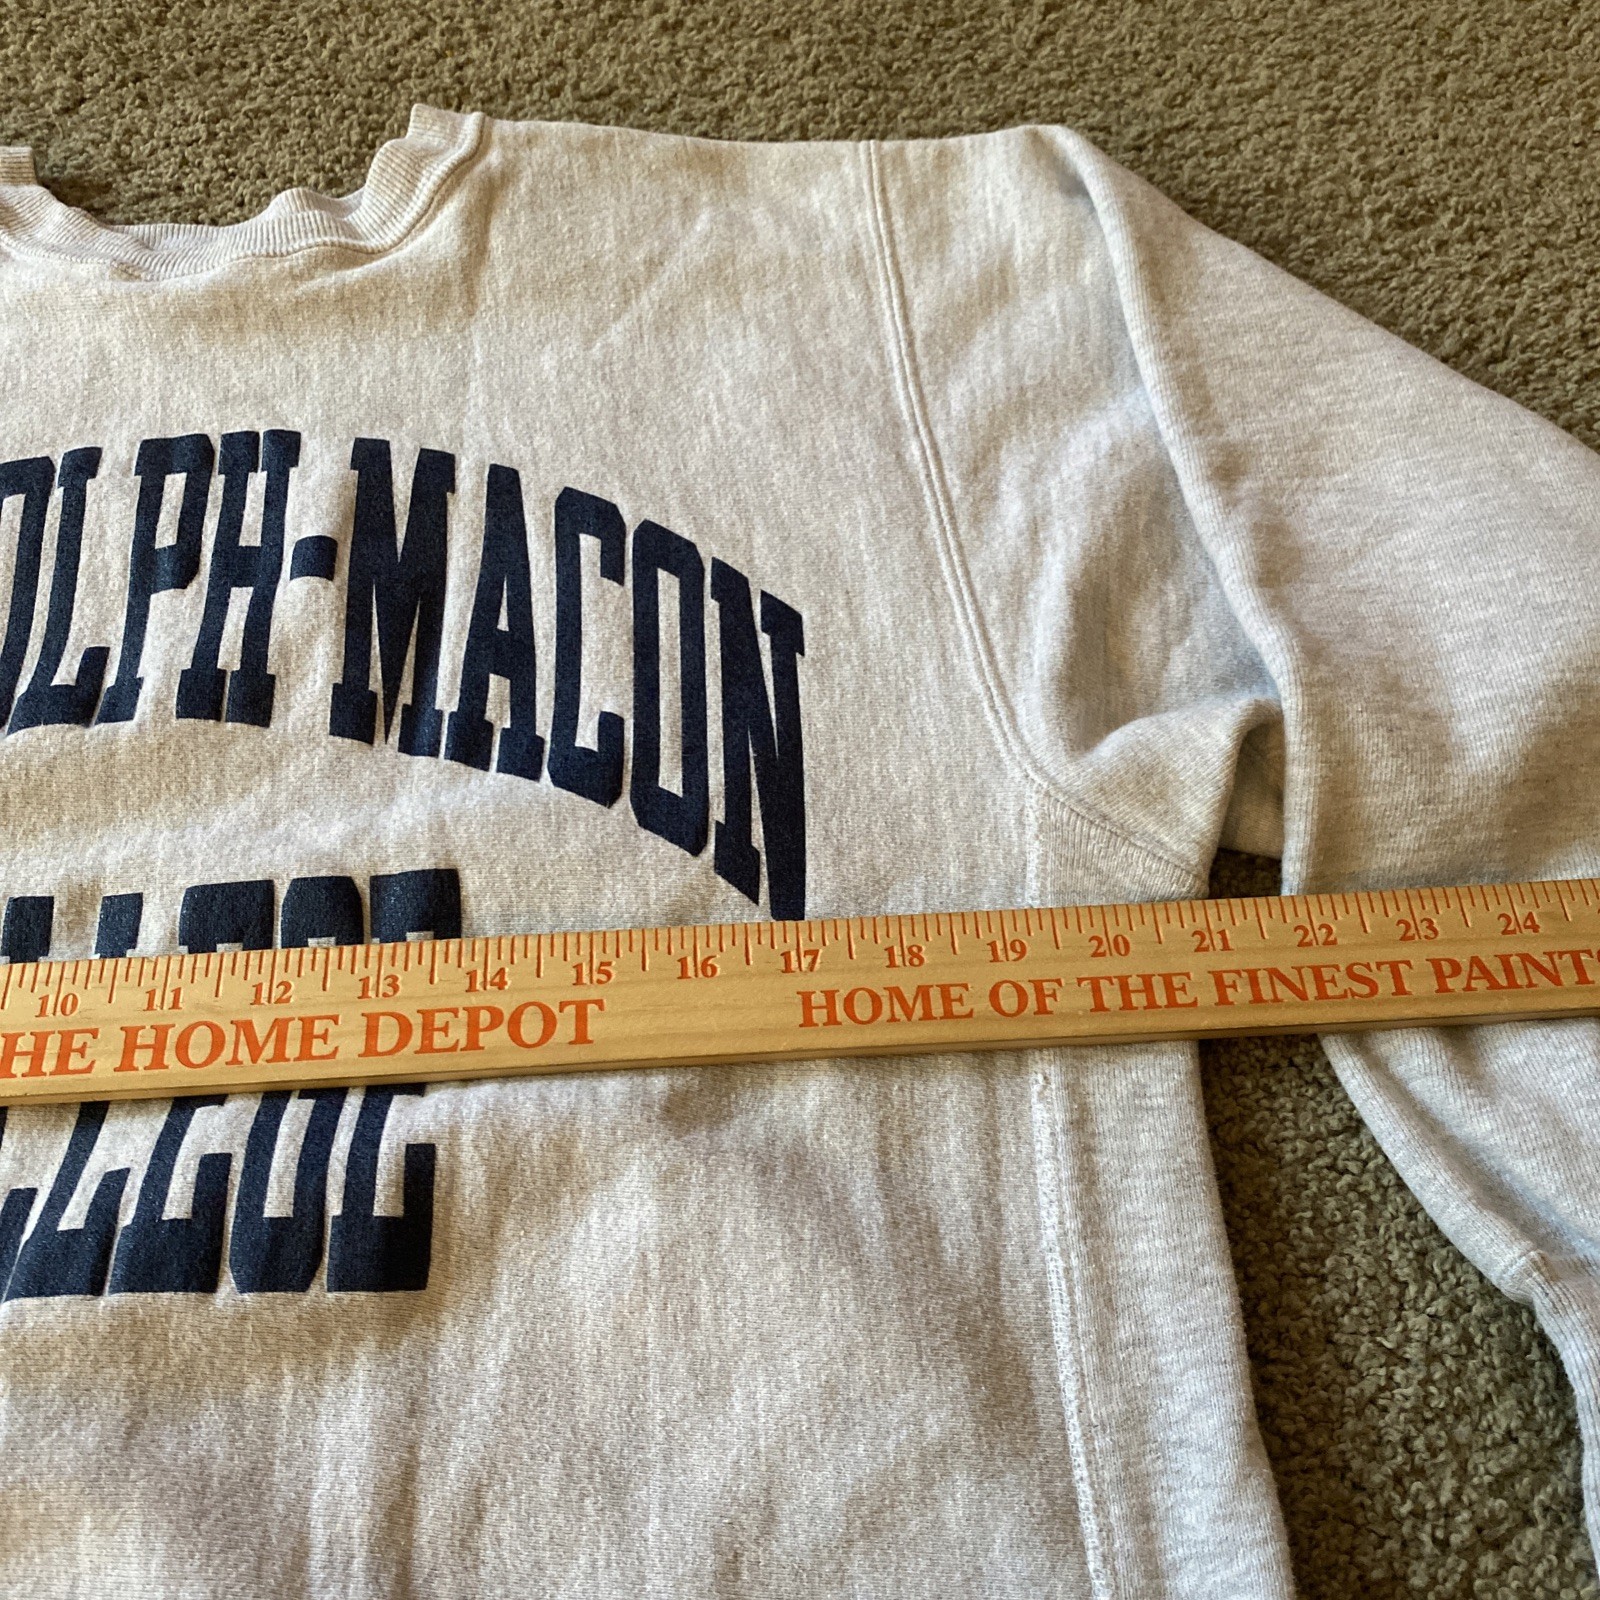 OLPH-MACON
LLEGE
10 11 12 13 14 15 16 17 18 19 20 21 22 23 24
HE HOME DEPOT HOME OF THE FINEST PAINTS